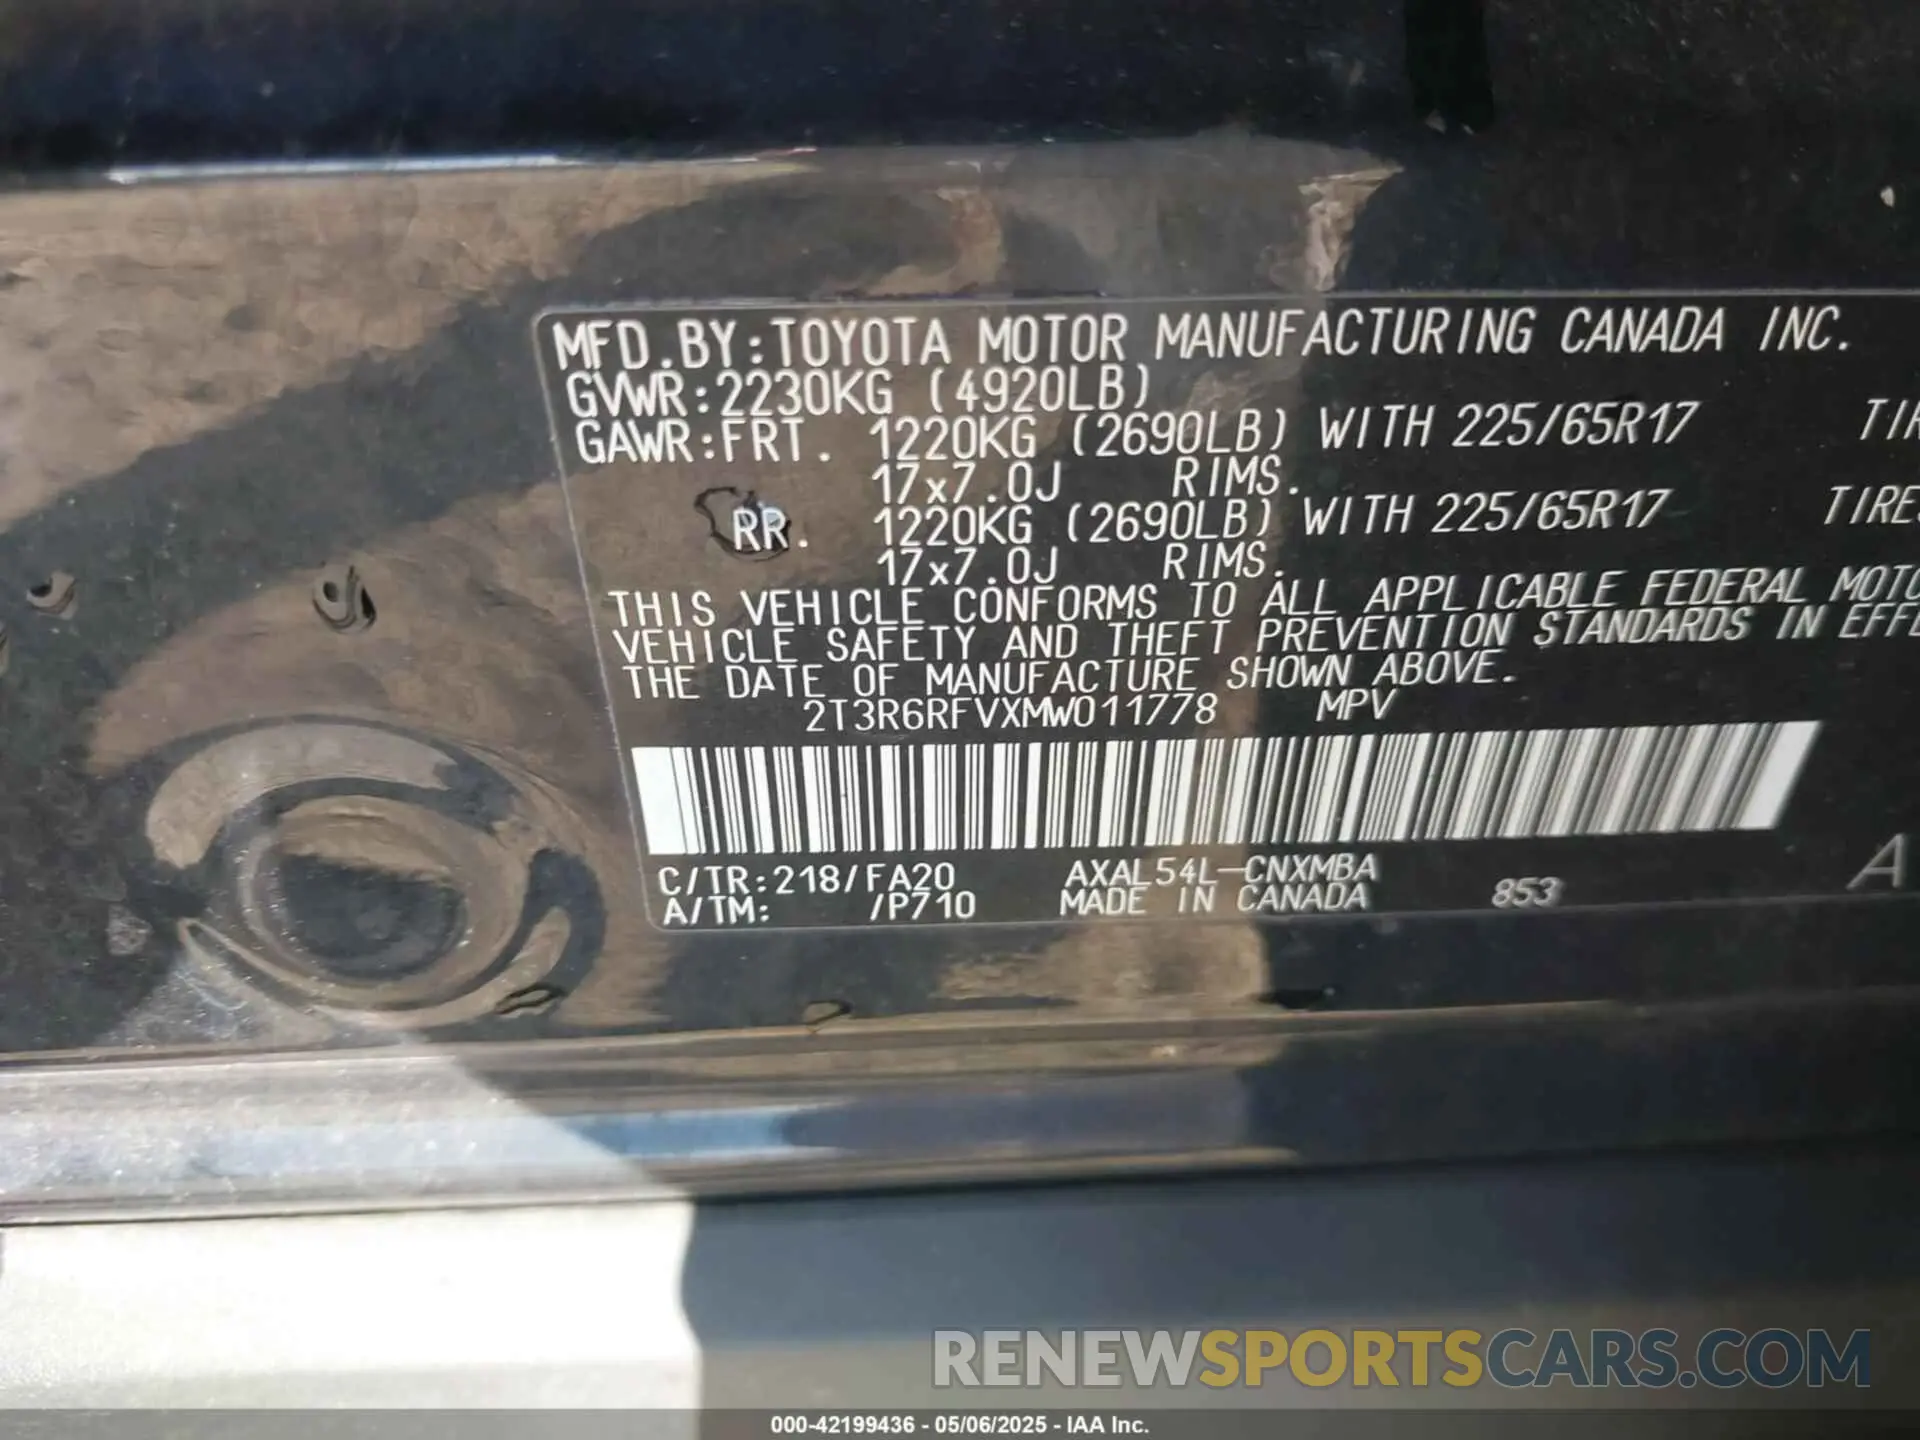 MFD.BY:TOYOTA MOTOR MANUFACTURING CANADA INC.
GVWR:2230KG (4920LB)
GAWR:FRT. 1220KG (2690LB) WITH 225/65R17 TIR
17x7.0J RIMS.
RR. 1220KG (2690LB) WITH 225/65R17 TIRES
17x7.0J RIMS.
THIS VEHICLE CONFORMS TO ALL APPLICABLE FEDERAL MOTO
VEHICLE SAFETY AND THEFT PREVENTION STANDARDS IN EFFE
THE DATE OF MANUFACTURE SHOWN ABOVE.
2T3R6RFVXMW011778 MPV
C/TR:218/FA20 AXAL54L-CNXMBA 853 A
A/TM: /P710 MADE IN CANADA
RENEWSPORTSCARS.COM
000-42199436 - 05/06/2025 - IAA Inc.